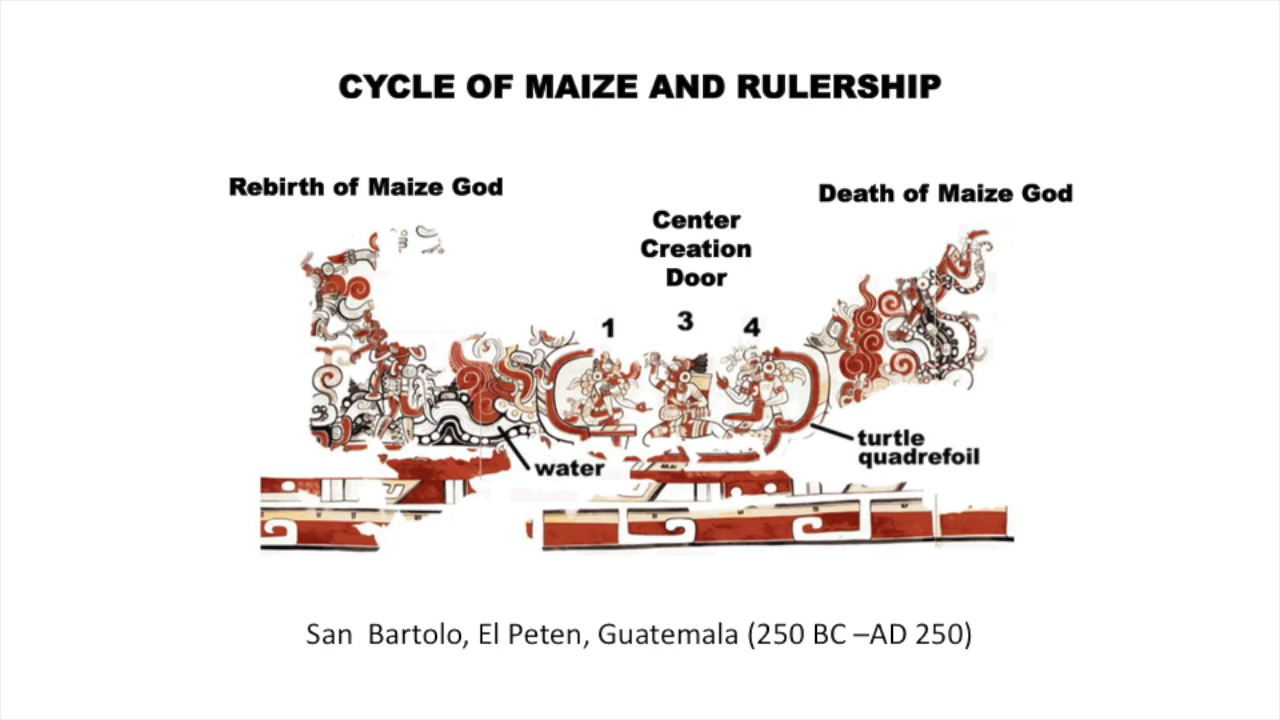 CYCLE OF MAIZE AND RULERSHIP
Rebirth of Maize God
Death of Maize God
Center
Creation
Door
1
3
4
turtle
quadrefoil
water
San  Bartolo, El Peten, Guatemala (250 BC –AD 250)